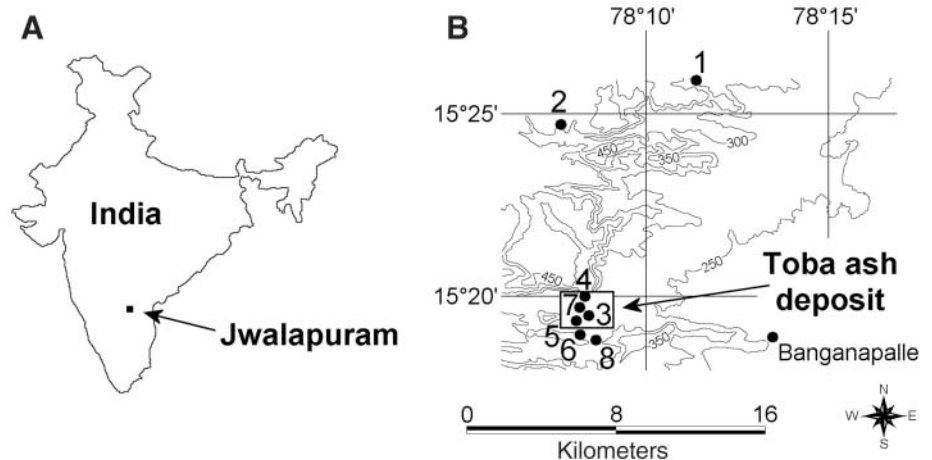 A
India
Jwalapuram
B
78°10' 78°15'
1
15°25'
2
450
350
300
250
450
15°20'
4
7
3
5
6
8
350
Toba ash
deposit
Banganapalle
N
W E
S
0 8 16
Kilometers